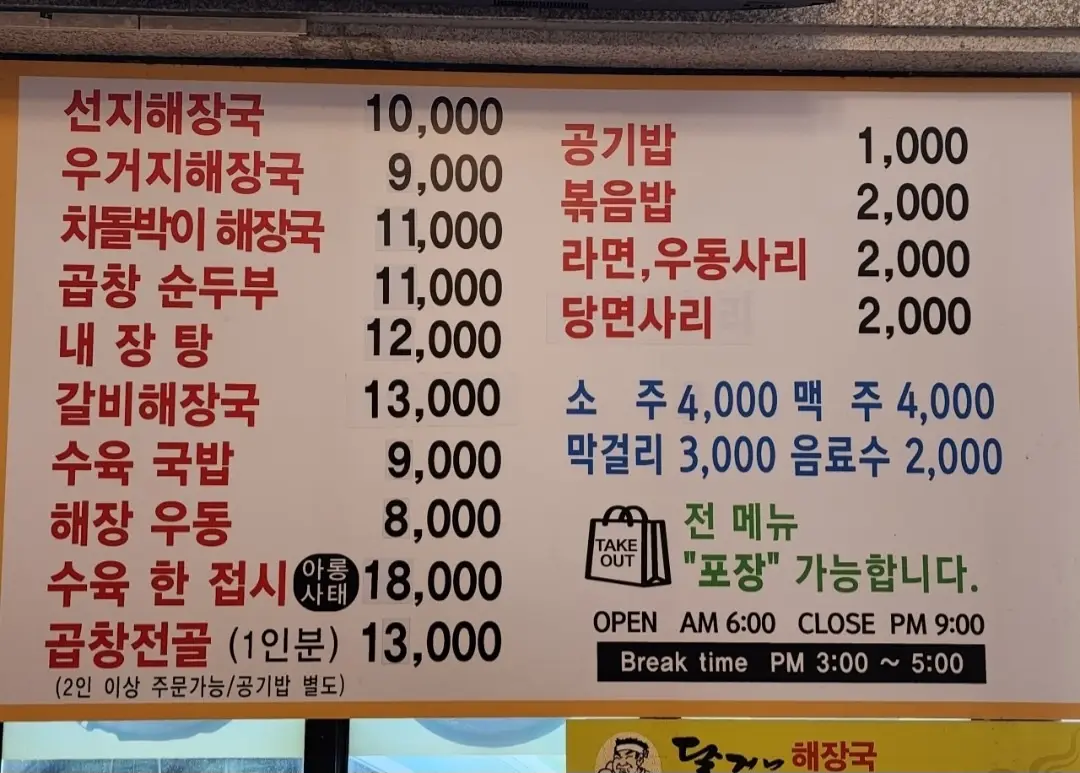 선지해장국 10,000
우거지해장국 9,000
차돌박이 해장국 11,000
곱창 순두부 11,000
내 장 탕 12,000
갈비해장국 13,000
수육 국밥 9,000
해장 우동 8,000
수육 한 접시 아롱사태 18,000
곱창전골 (1인분) 13,000
(2인 이상 주문가능/공기밥 별도)
공기밥 1,000
볶음밥 2,000
라면,우동사리 2,000
당면사리 2,000
소 주 4,000 맥 주 4,000
막걸리 3,000 음료수 2,000
TAKE
OUT
전 메뉴
"포장" 가능합니다.
OPEN AM 6:00 CLOSE PM 9:00
Break time PM 3:00 ~ 5:00
해장국